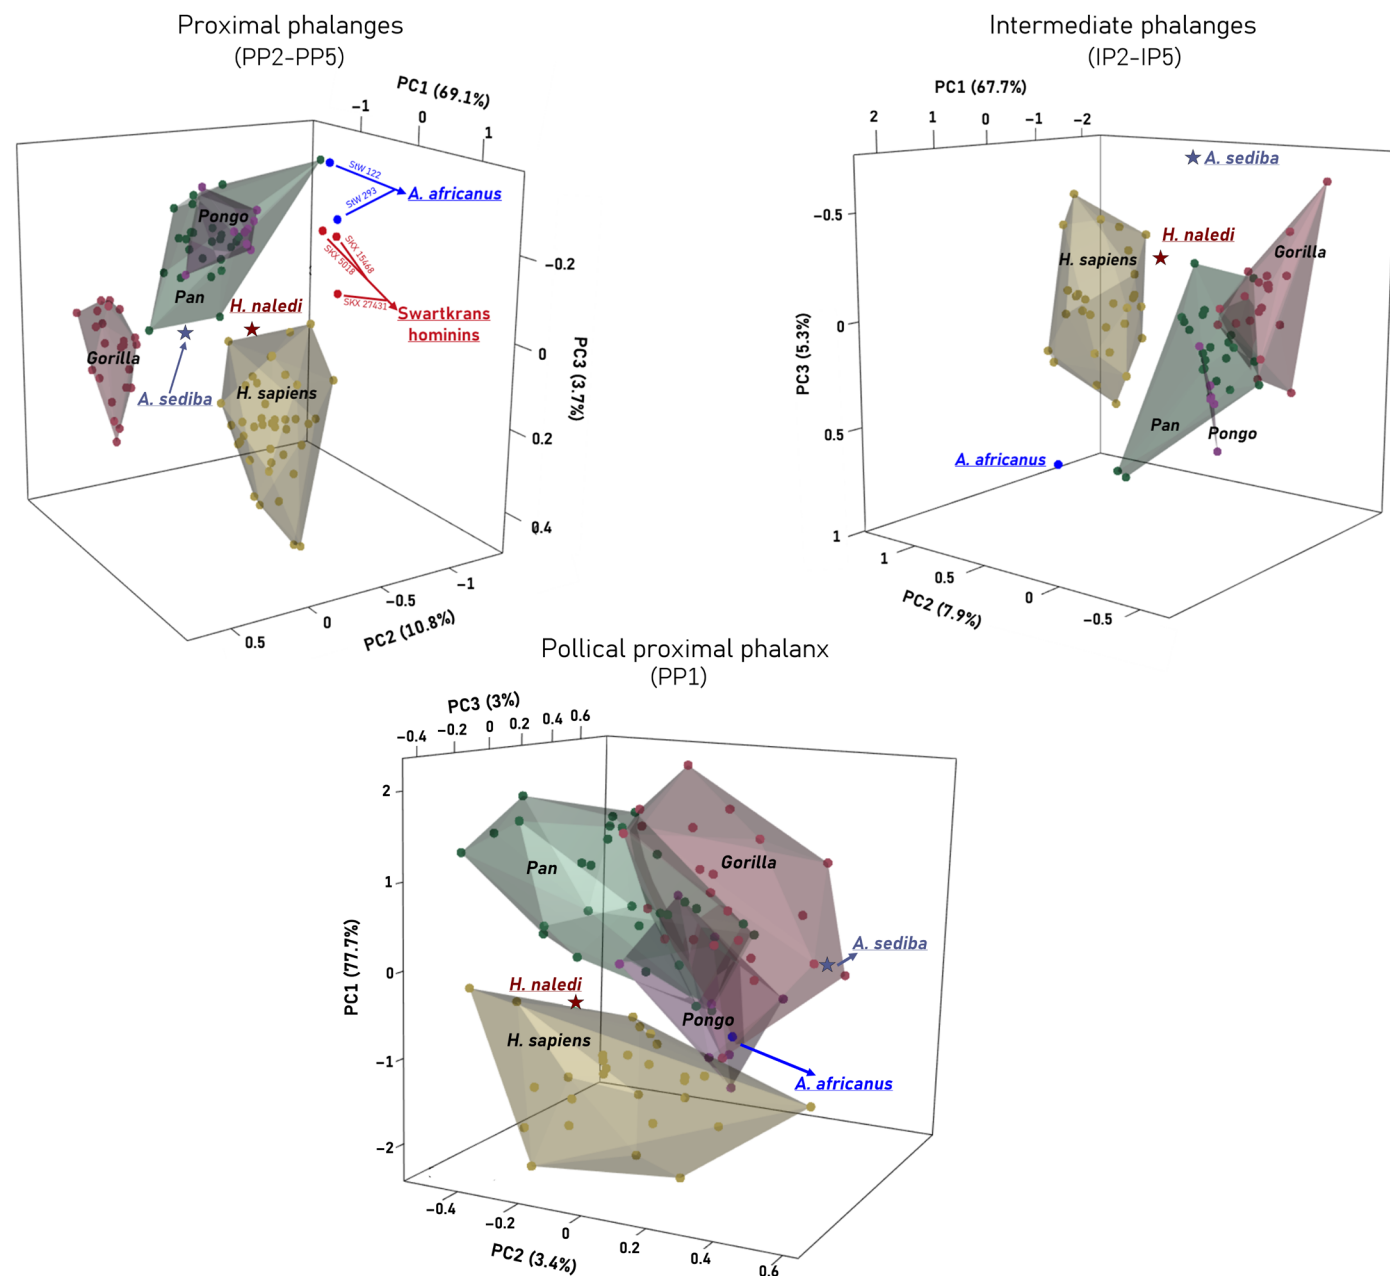 Proximal phalanges
(PP2-PP5)
PC1 (69.1%)
-1
0
1
StW 122
StW 293
A. africanus
Pongo
Pan
H. naledi
SKX 15468
SKX 5018
SKX 27431
Swartkrans
hominins
Gorilla
A. sediba
H. sapiens
-0.2
0
0.2
0.4
PC3 (3.7%)
-1
-0.5
0
0.5
PC2 (10.8%)
Intermediate phalanges
(IP2-IP5)
PC1 (67.7%)
2
1
0
-1
-2
A. sediba
H. naledi
H. sapiens
Gorilla
Pan
Pongo
A. africanus
-0.5
0
0.5
1
PC3 (5.3%)
1
0.5
0
-0.5
PC2 (7.9%)
Pollical proximal phalanx
(PP1)
PC3 (3%)
-0.4
-0.2
0
0.2
0.4
0.6
2
1
0
-1
-2
PC1 (77.7%)
Pan
Gorilla
A. sediba
H. naledi
H. sapiens
Pongo
A. africanus
-0.4
-0.2
0
0.2
0.4
0.6
PC2 (3.4%)